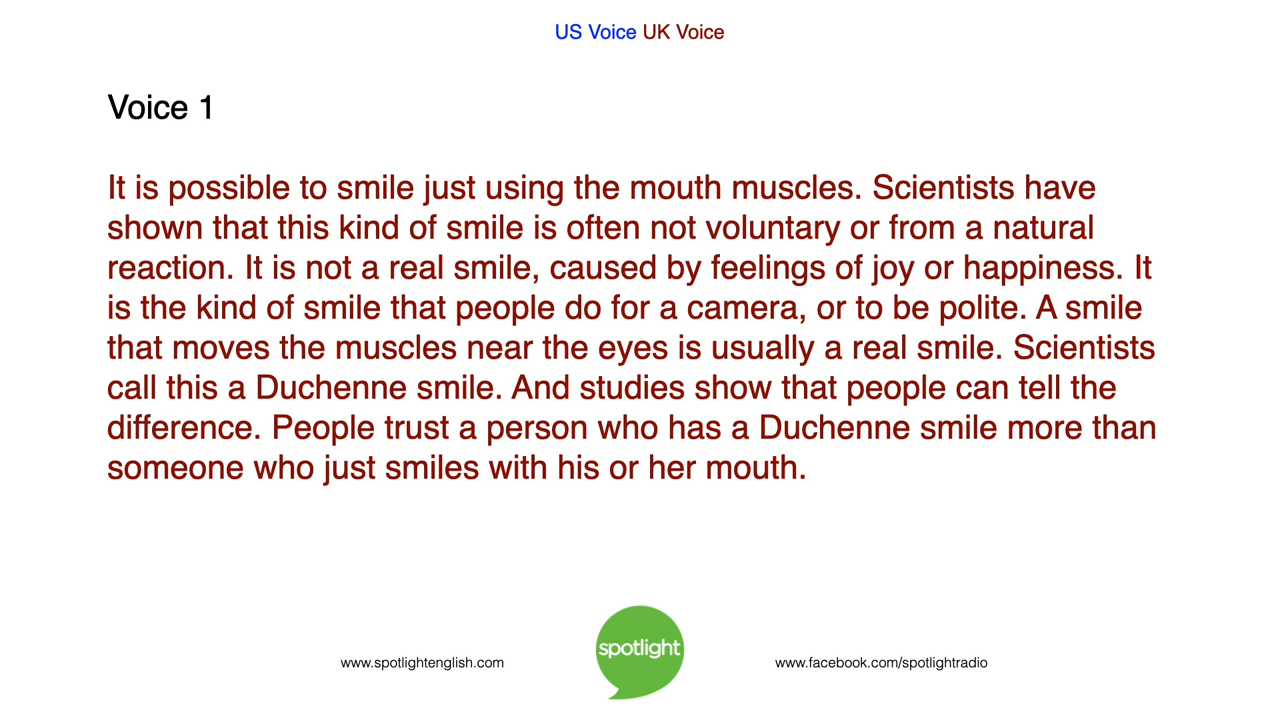 US Voice UK Voice
Voice 1
It is possible to smile just using the mouth muscles. Scientists have
shown that this kind of smile is often not voluntary or from a natural
reaction. It is not a real smile, caused by feelings of joy or happiness. It
is the kind of smile that people do for a camera, or to be polite. A smile
that moves the muscles near the eyes is usually a real smile. Scientists
call this a Duchenne smile. And studies show that people can tell the
difference. People trust a person who has a Duchenne smile more than
someone who just smiles with his or her mouth.
www.spotlightenglish.com
spotlight
www.facebook.com/spotlightradio